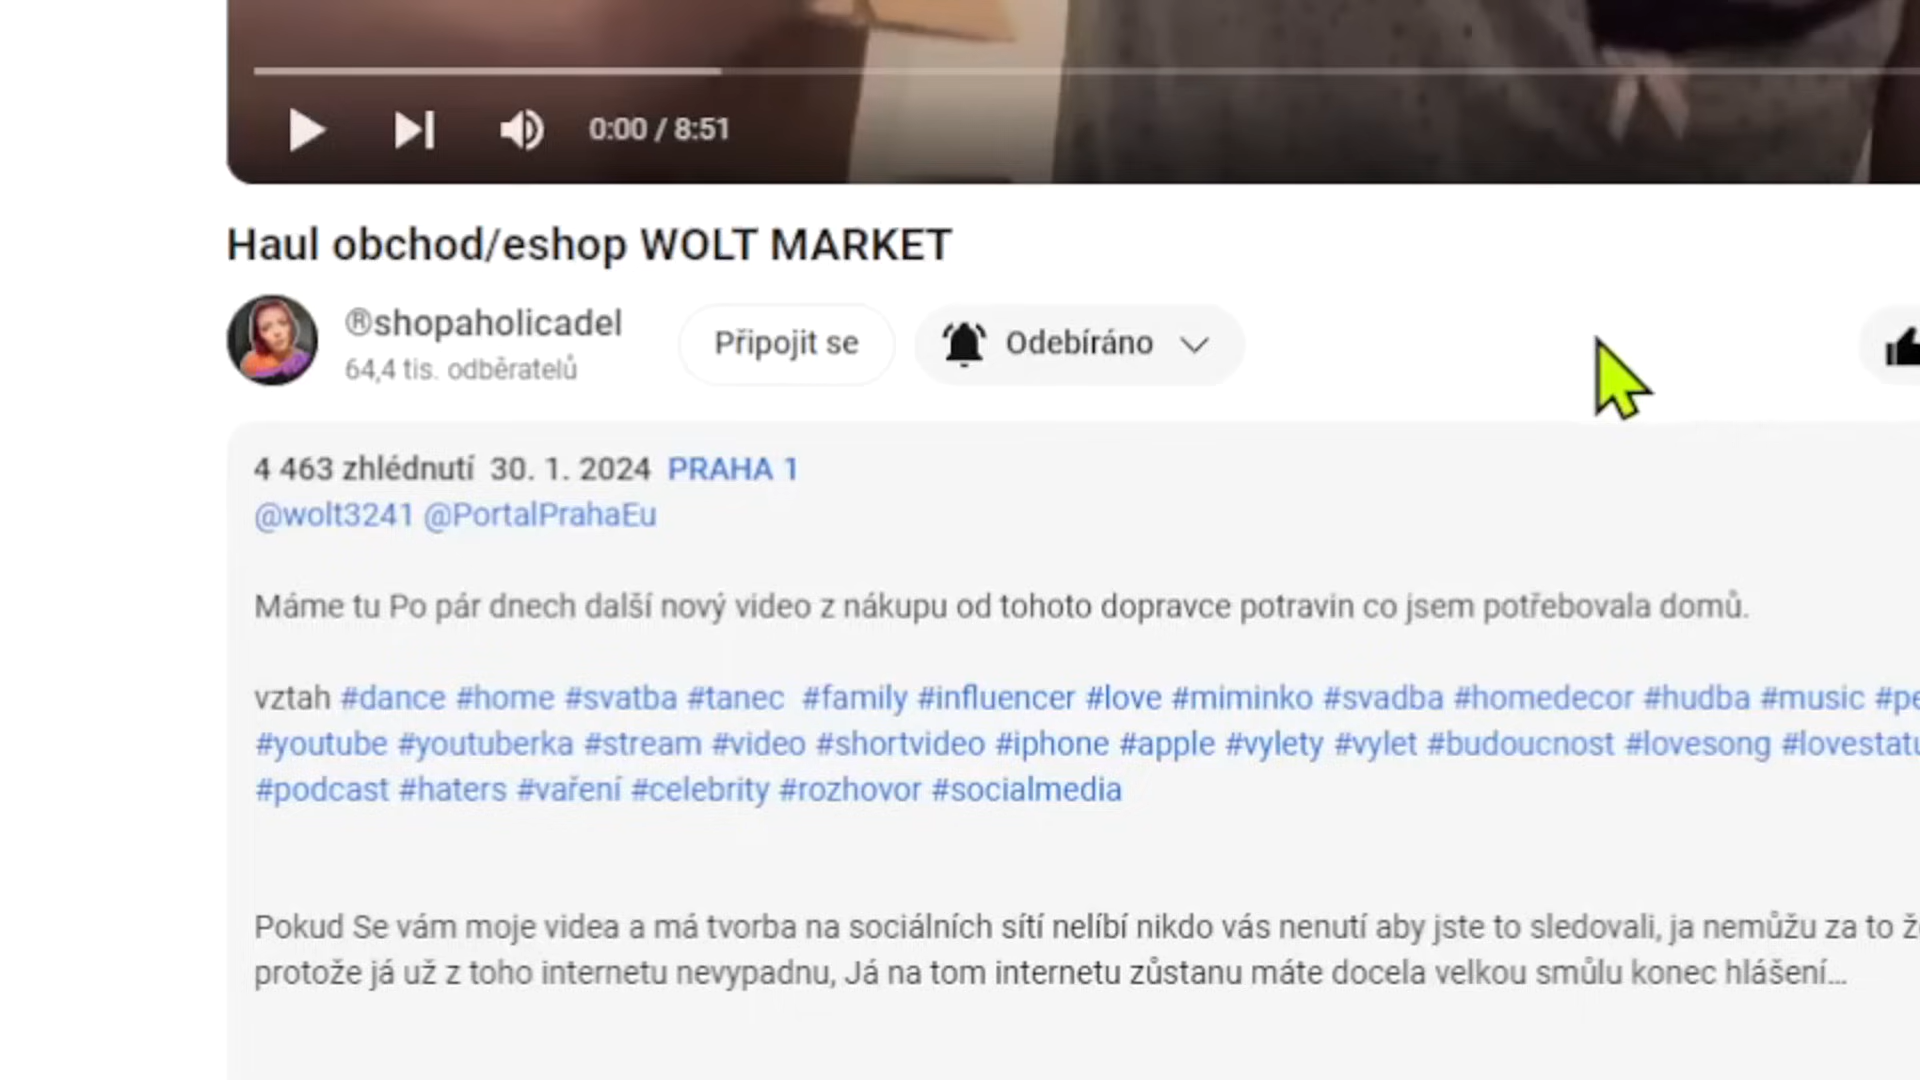 0:00 / 8:51
Haul obchod/eshop WOLT MARKET
®shopaholicadel
64,4 tis. odběratelů
Připojit se
Odebíráno
4 463 zhlédnutí 30. 1. 2024 PRAHA 1
@wolt3241 @PortalPrahaEu
Máme tu Po pár dnech další nový video z nákupu od tohoto dopravce potravin co jsem potřebovala domů.
vztah #dance #home #svatba #tanec #family #influencer #love #miminko #svadba #homedecor #hudba #music #pe
#youtube #youtuberka #stream #video #shortvideo #iphone #apple #vylety #vylet #budoucnost #lovesong #lovestatu
#podcast #haters #vaření #celebrity #rozhovor #socialmedia
Pokud Se vám moje videa a má tvorba na sociálních sítí nelíbí nikdo vás nenutí aby jste to sledovali, ja nemůžu za to ž
protože já už z toho internetu nevypadnu, Já na tom internetu zůstanu máte docela velkou smůlu konec hlášení...